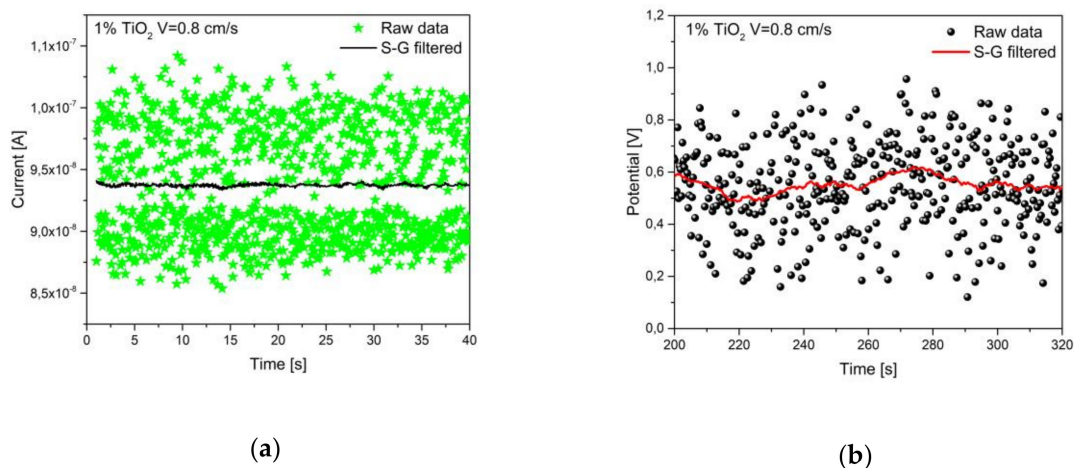 1% TiO₂ V=0.8 cm/s
Raw data
S-G filtered
1,1x10⁻⁷
1,0x10⁻⁷
9,5x10⁻⁸
9,0x10⁻⁸
8,5x10⁻⁸
Current [A]
0 5 10 15 20 25 30 35 40
Time [s]
(a)
1% TiO₂ V=0.8 cm/s
Raw data
S-G filtered
1,2
1,0
0,8
0,6
0,4
0,2
0,0
Potential [V]
200 220 240 260 280 300 320
Time [s]
(b)